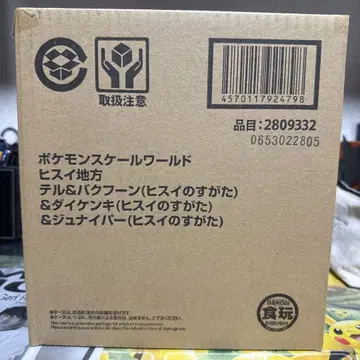 取扱注意
4570117924798
品目:2809332
0653022805
ポケモンスケールワールド
ヒスイ地方
テル&バクフーン(ヒスイのすがた)
&ダイケンキ(ヒスイのすがた)
&ジュナイパー(ヒスイのすがた)
BANDAI
食玩
SHOKUGAN